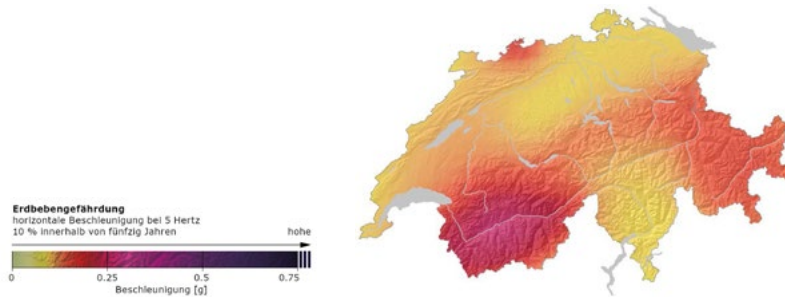 Erdbebengefährdung
horizontale Beschleunigung bei 5 Hertz
10 % innerhalb von fünfzig Jahren
hohe
0 0.25 0.5 0.75
Beschleunigung [g]